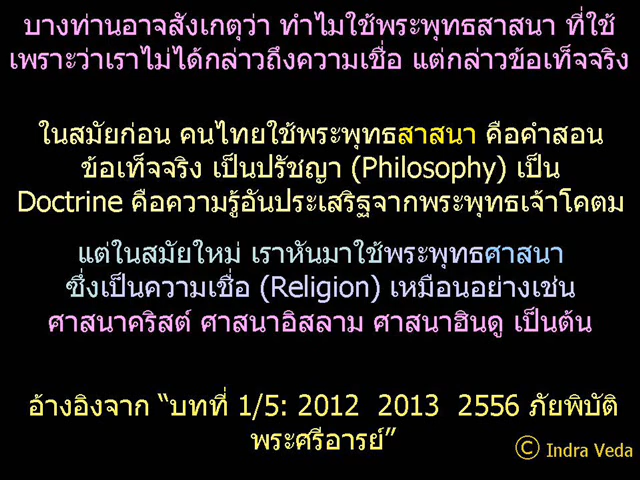 บางท่านอาจสังเกตุว่า ทำไมใช้พระพุทธสาสนา ที่ใช้
เพราะว่าเราไม่ได้กล่าวถึงความเชื่อ แต่กล่าวข้อเท็จจริง
ในสมัยก่อน คนไทยใช้พระพุทธสาสนา คือคำสอน
ข้อเท็จจริง เป็นปรัชญา (Philosophy) เป็น
Doctrine คือความรู้อันประเสริฐจากพระพุทธเจ้าโคตม
แต่ในสมัยใหม่ เราหันมาใช้พระพุทธศาสนา
ซึ่งเป็นความเชื่อ (Religion) เหมือนอย่างเช่น
ศาสนาคริสต์ ศาสนาอิสลาม ศาสนาฮินดู เป็นต้น
อ้างอิงจาก “บทที่ 1/5: 2012 2013 2556 ภัยพิบัติ
พระศรีอารย์”
© Indra Veda